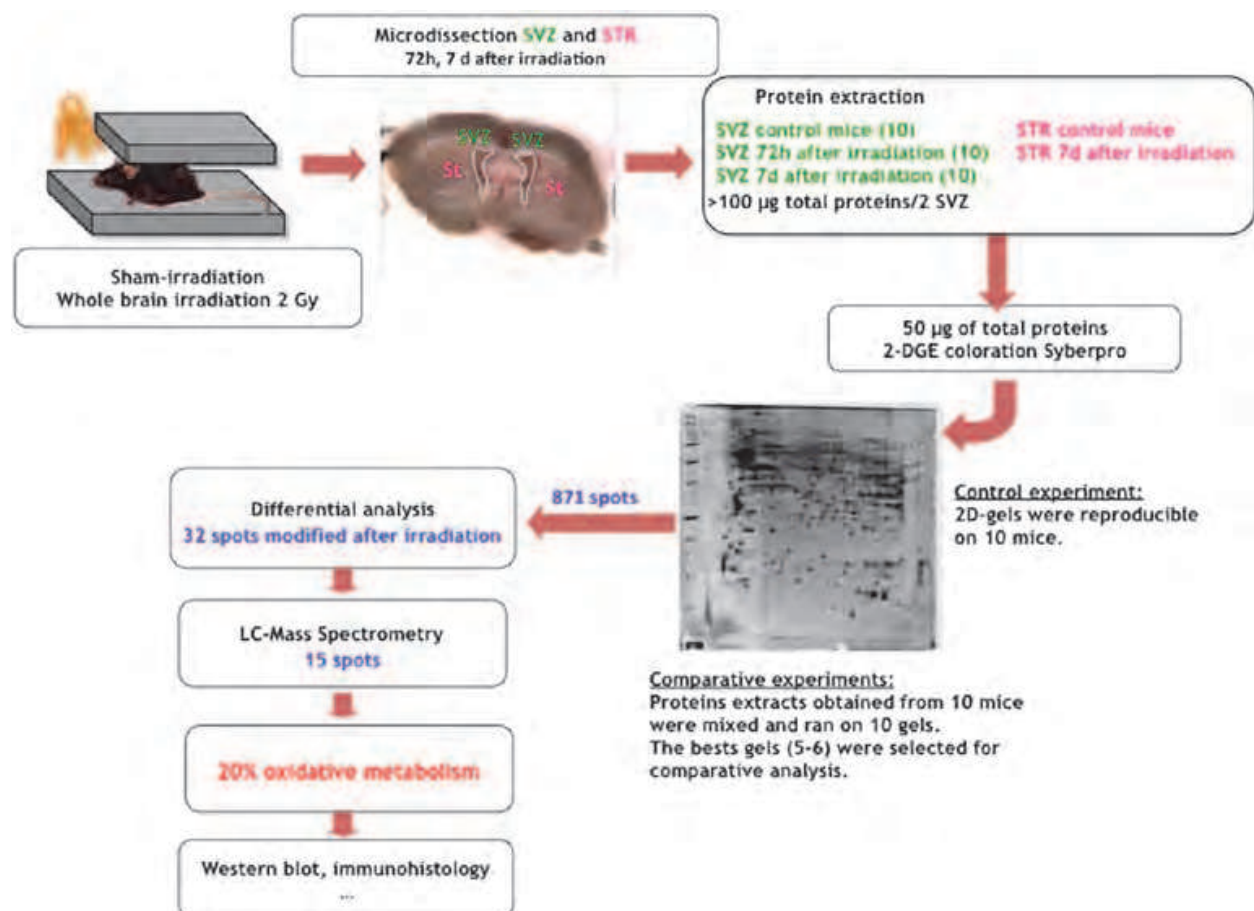 Microdissection SVZ and STR
72h, 7 d after irradiation
Sham-irradiation
Whole brain irradiation 2 Gy
SVZ SVZ
St St
Protein extraction
SVZ control mice (10)
SVZ 72h after irradiation (10)
SVZ 7d after irradiation (10)
>100 µg total proteins/2 SVZ
STR control mice
STR 7d after irradiation
50 µg of total proteins
2-DGE coloration Syberpro
Control experiment:
2D-gels were reproducible
on 10 mice.
Comparative experiments:
Proteins extracts obtained from 10 mice
were mixed and ran on 10 gels.
The bests gels (5-6) were selected for
comparative analysis.
871 spots
Differential analysis
32 spots modified after irradiation
LC-Mass Spectrometry
15 spots
20% oxidative metabolism
Western blot, immunohistology
...